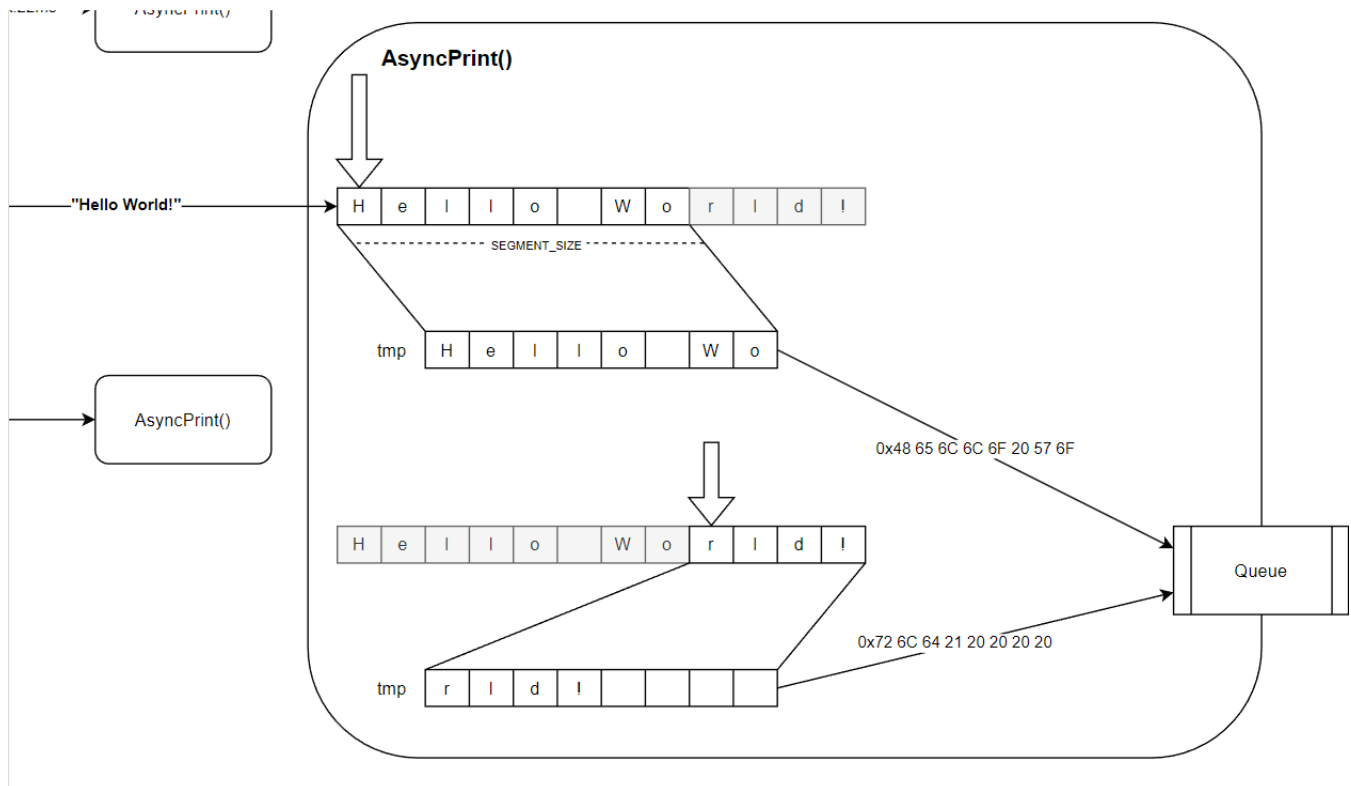 AsyncPrint()
AsyncPrint()
"Hello World!"
H e l l o W o r l d !
SEGMENT_SIZE
tmp H e l l o W o
AsyncPrint()
0x48 65 6C 6C 6F 20 57 6F
H e l l o W o r l d !
Queue
0x72 6C 64 21 20 20 20 20
tmp r l d !